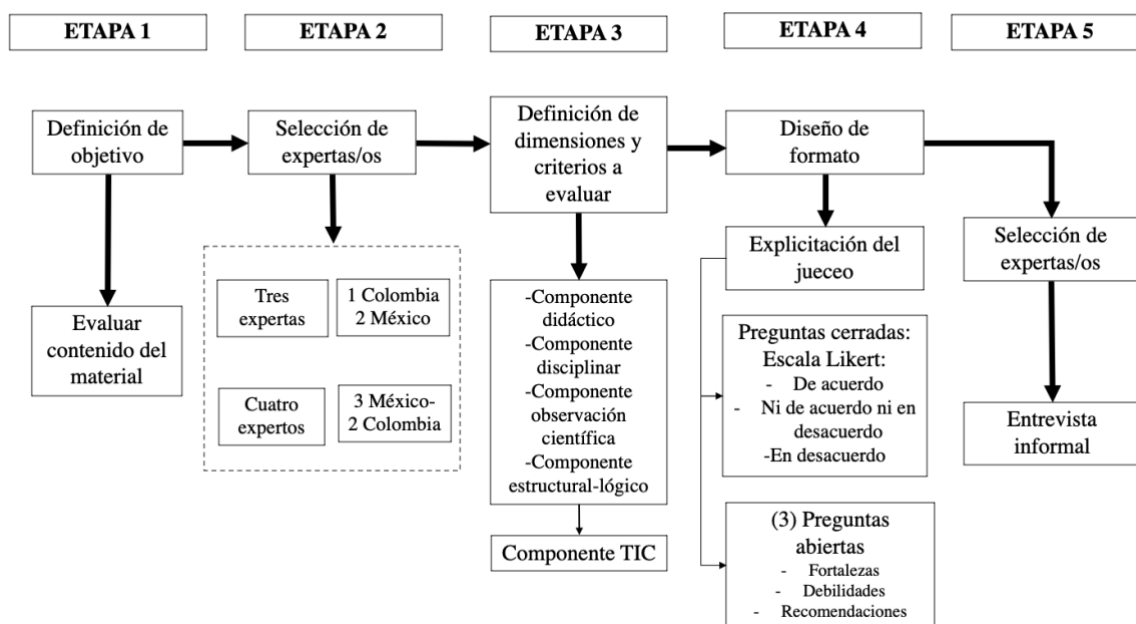 ETAPA 1
ETAPA 2
ETAPA 3
ETAPA 4
ETAPA 5
Definición de
objetivo
Evaluar
contenido del
material
Selección de
expertas/os
Tres
expertas
1 Colombia
2 México
Cuatro
expertos
3 México-
2 Colombia
Definición de
dimensiones y
criterios a
evaluar
-Componente
didáctico
-Componente
disciplinar
-Componente
observación
científica
-Componente
estructural-lógico
Componente TIC
Diseño de
formato
Explicitación del
jueceo
Preguntas cerradas:
Escala Likert:
- De acuerdo
- Ni de acuerdo ni en
desacuerdo
-En desacuerdo
(3) Preguntas
abiertas
- Fortalezas
- Debilidades
- Recomendaciones
Selección de
expertas/os
Entrevista
informal